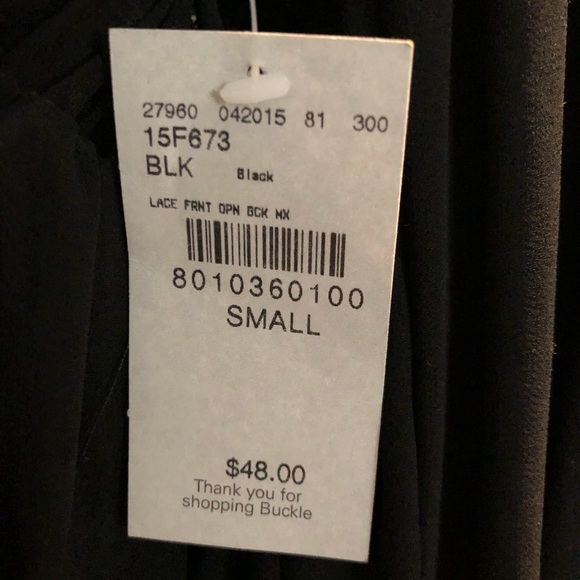 27960 042015 81 300
15F673
BLK Black
LACE FRNT OPN BCK MX
8010360100
SMALL
$48.00
Thank you for
shopping Buckle